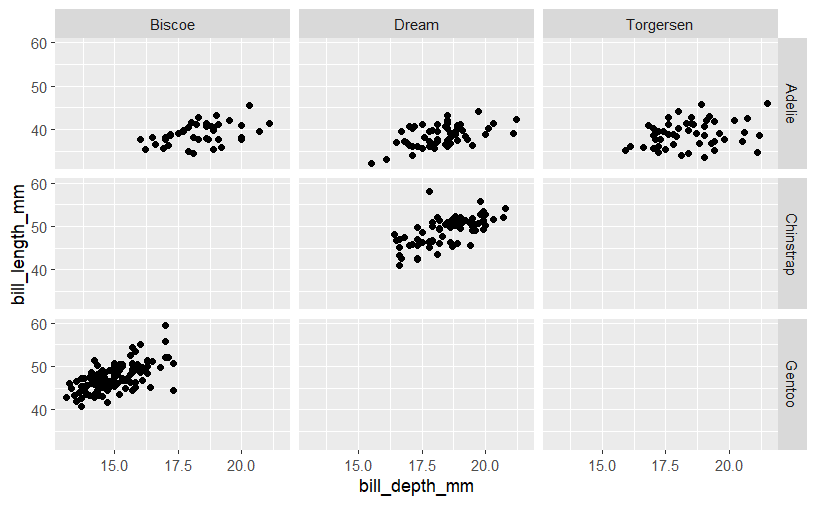 Biscoe Dream Torgersen
60
50
40
Adelie
60
50
40
Chinstrap
60
50
40
Gentoo
bill_length_mm
15.0 17.5 20.0 15.0 17.5 20.0 15.0 17.5 20.0
bill_depth_mm